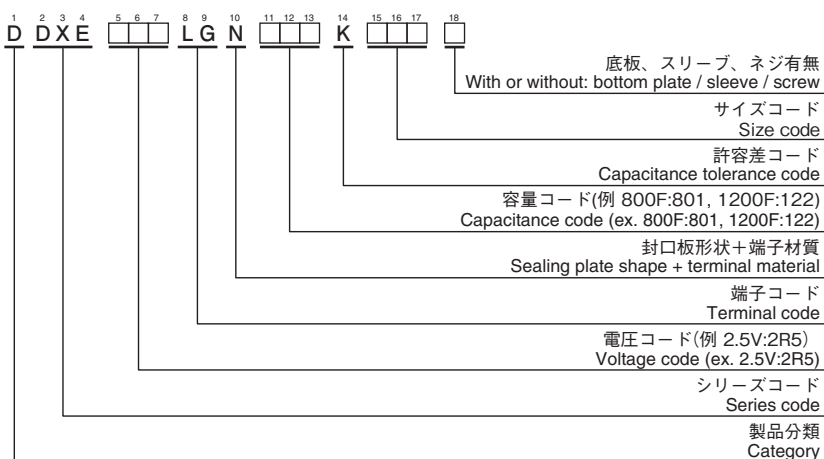 1 2 3 4 5 6 7 8 9 10 11 12 13 14 15 16 17 18
D DXE □□□ LG N □□□ K □□□ □
底板、スリーブ、ネジ有無
With or without: bottom plate / sleeve / screw
サイズコード
Size code
許容差コード
Capacitance tolerance code
容量コード(例 800F:801, 1200F:122)
Capacitance code (ex. 800F:801, 1200F:122)
封口板形状＋端子材質
Sealing plate shape + terminal material
端子コード
Terminal code
電圧コード(例 2.5V:2R5)
Voltage code (ex. 2.5V:2R5)
シリーズコード
Series code
製品分類
Category